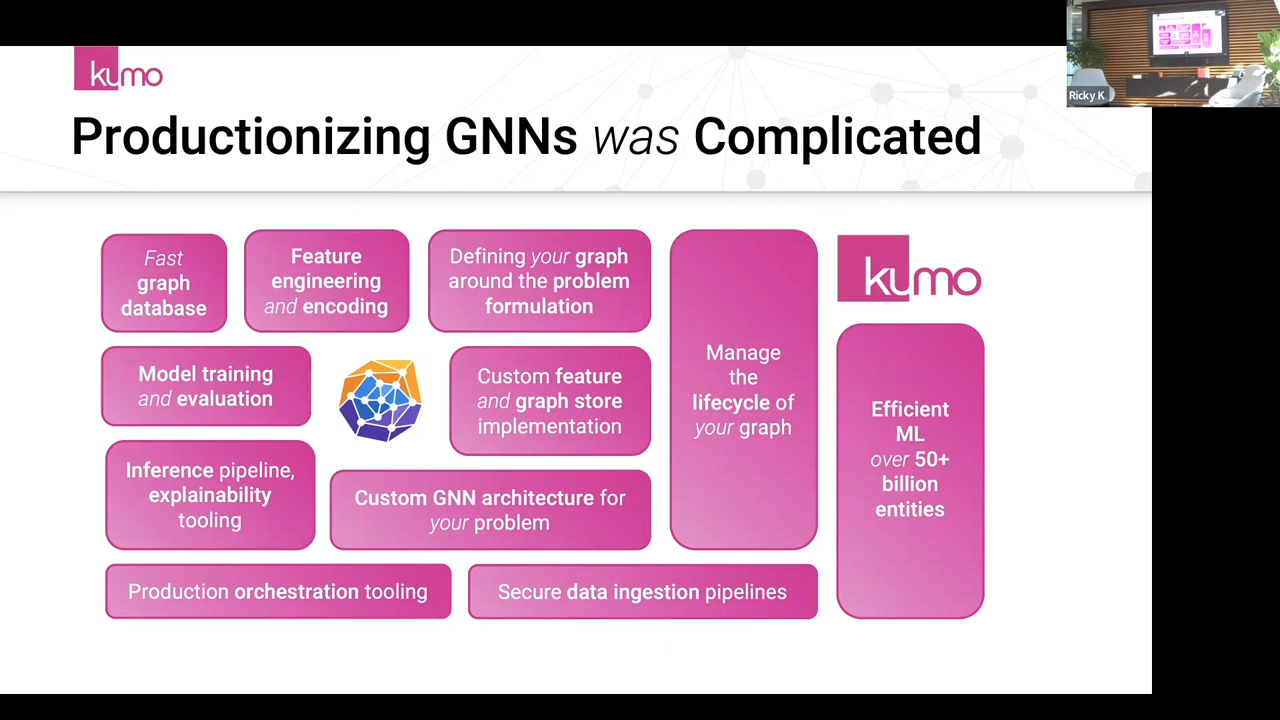 kumo
Ricky K
Productionizing GNNs was Complicated
Fast
graph
database
Feature
engineering
and encoding
Defining your graph
around the problem
formulation
Manage
the
lifecycle of
your graph
kumo
Efficient
ML
over 50+
billion
entities
Model training
and evaluation
Custom feature
and graph store
implementation
Inference pipeline,
explainability
tooling
Custom GNN architecture for
your problem
Production orchestration tooling
Secure data ingestion pipelines